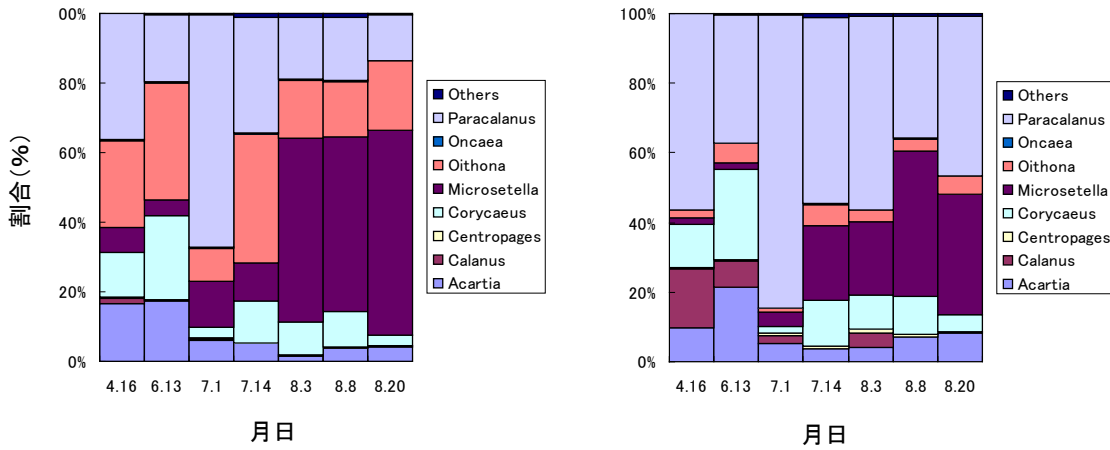 00%
80%
60%
40%
20%
0%
割合(%)
4.16 6.13 7.1 7.14 8.3 8.8 8.20
月日
Others
Paracalanus
Oncaea
Oithona
Microsetella
Corycaeus
Centropages
Calanus
Acartia
100%
80%
60%
40%
20%
0%
4.16 6.13 7.1 7.14 8.3 8.8 8.20
月日
Others
Paracalanus
Oncaea
Oithona
Microsetella
Corycaeus
Centropages
Calanus
Acartia